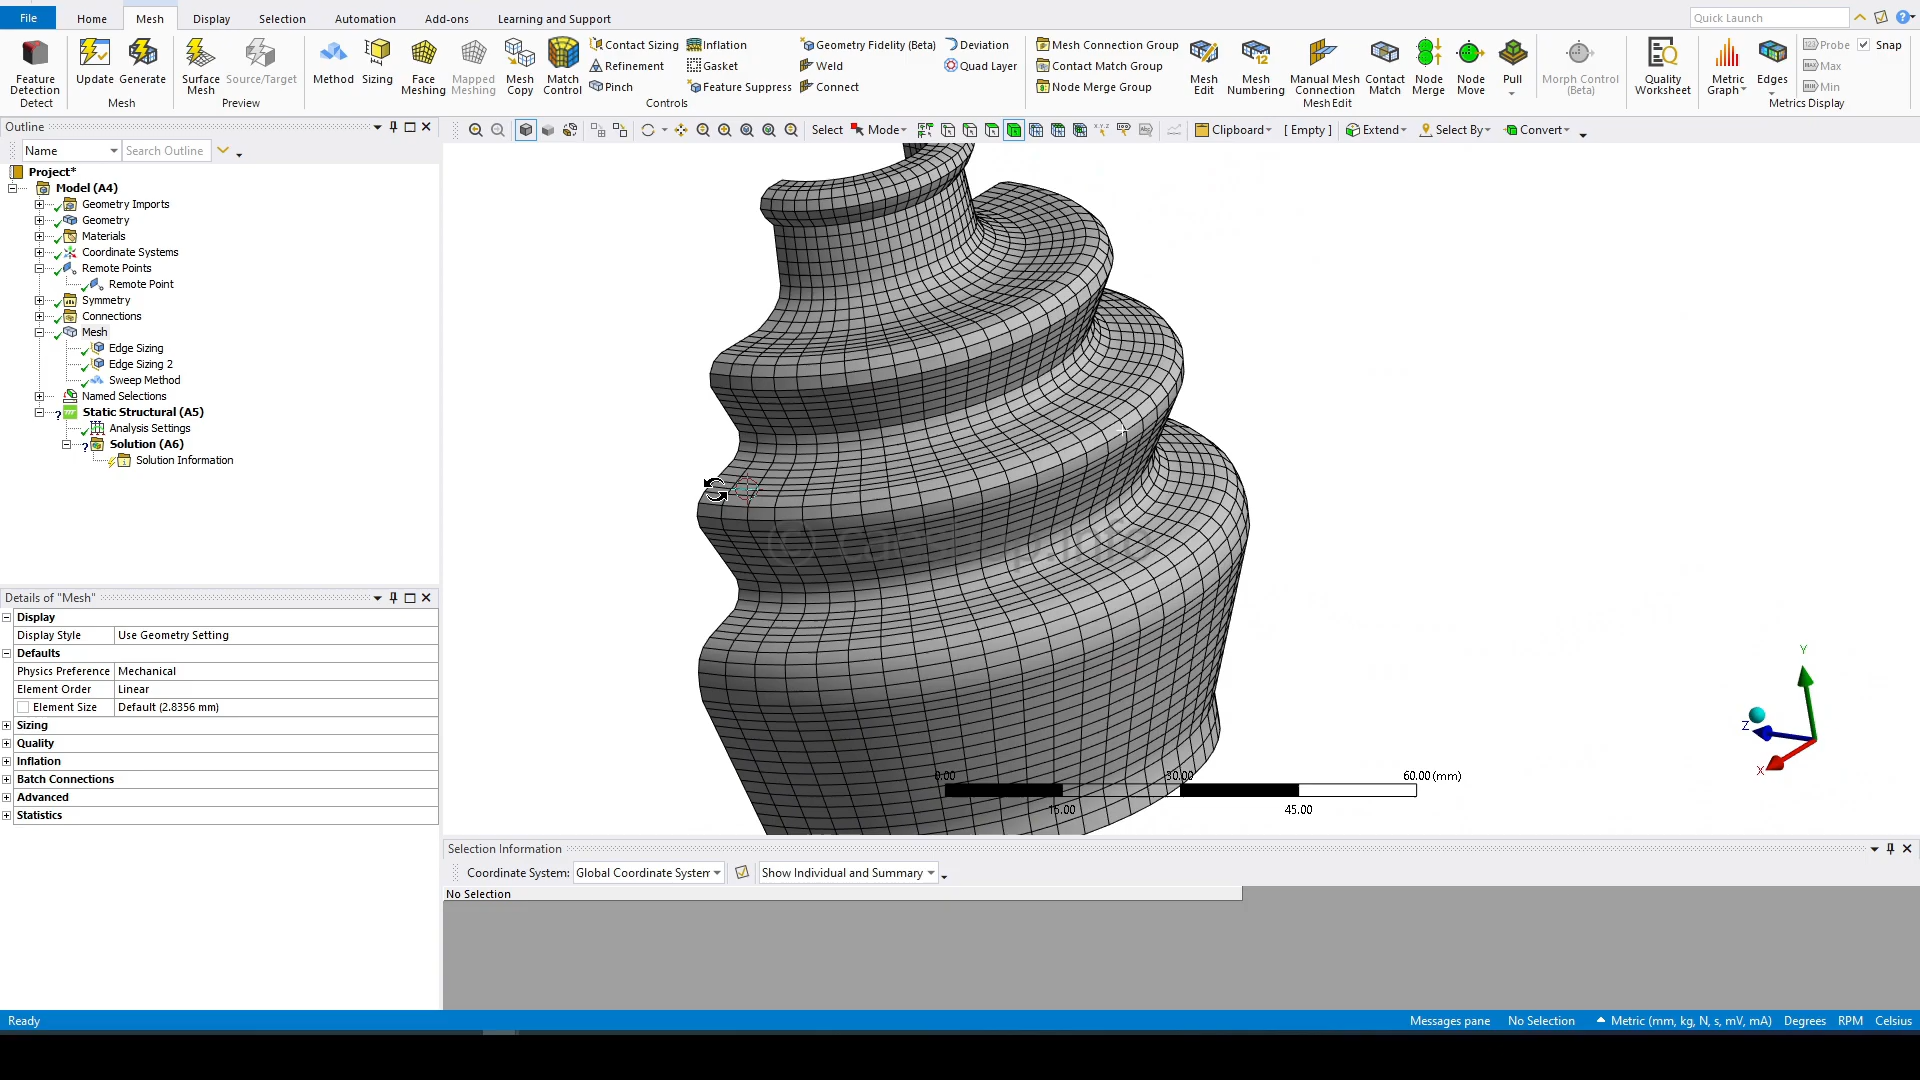 File Home Mesh Display Selection Automation Add-ons Learning and Support Quick Launch
Feature Detection Update Generate Surface Mesh Source/Target Method Sizing Face Meshing Mapped Meshing Mesh Copy Match Control
Contact Sizing Inflation Geometry Fidelity (Beta) Deviation
Refinement Gasket Weld Quad Layer
Pinch Feature Suppress Connect
Mesh Connection Group
Contact Match Group
Node Merge Group
Mesh Edit Mesh Numbering Manual Mesh Connection Contact Match Node Merge Node Move Pull Morph Control (Beta) Quality Worksheet Metric Graph Edges
Probe Snap
Max
Min
Detect Mesh Preview Controls Mesh Edit Metrics Display
Outline
Name Search Outline
Select Mode Clipboard [ Empty ] Extend Select By Convert
Project*
Model (A4)
Geometry Imports
Geometry
Materials
Coordinate Systems
Remote Points
Remote Point
Symmetry
Connections
Mesh
Edge Sizing
Edge Sizing 2
Sweep Method
Named Selections
Static Structural (A5)
Analysis Settings
Solution (A6)
Solution Information
Details of "Mesh"
Display
Display Style Use Geometry Setting
Defaults
Physics Preference Mechanical
Element Order Linear
Element Size Default (2.8356 mm)
Sizing
Quality
Inflation
Batch Connections
Advanced
Statistics
Y
Z
X
0.00 30.00 60.00 (mm)
15.00 45.00
Selection Information
Coordinate System: Global Coordinate System Show Individual and Summary
No Selection
Ready Messages pane No Selection Metric (mm, kg, N, s, mV, mA) Degrees RPM Celsius